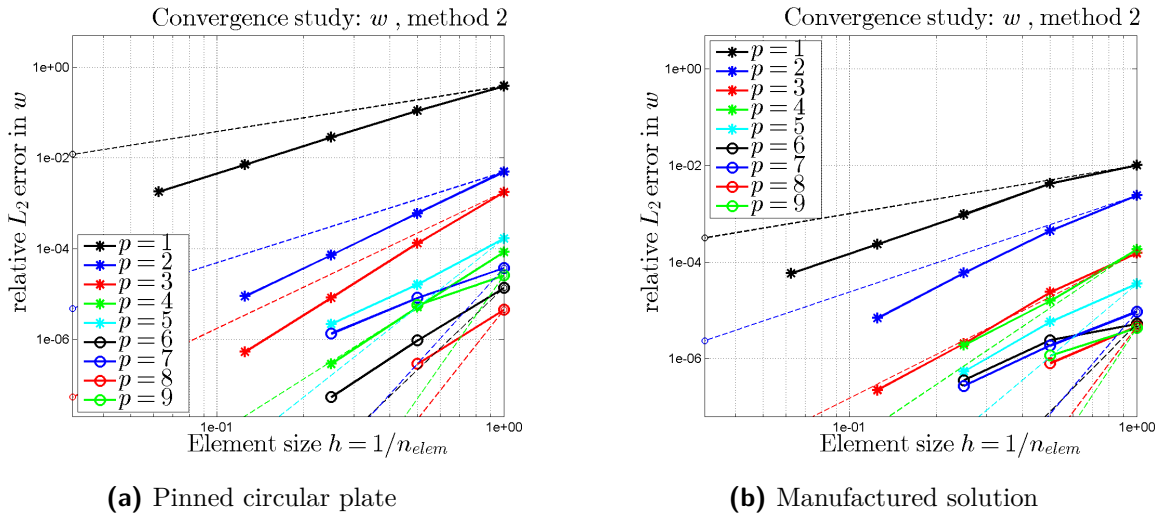 Convergence study: w , method 2
relative L2 error in w
1e+00
1e-02
1e-04
1e-06
p = 1
p = 2
p = 3
p = 4
p = 5
p = 6
p = 7
p = 8
p = 9
1e-01
1e+00
Element size h = 1/nelem
(a) Pinned circular plate
Convergence study: w , method 2
relative L2 error in w
1e+00
1e-02
1e-04
1e-06
p = 1
p = 2
p = 3
p = 4
p = 5
p = 6
p = 7
p = 8
p = 9
1e-01
1e+00
Element size h = 1/nelem
(b) Manufactured solution